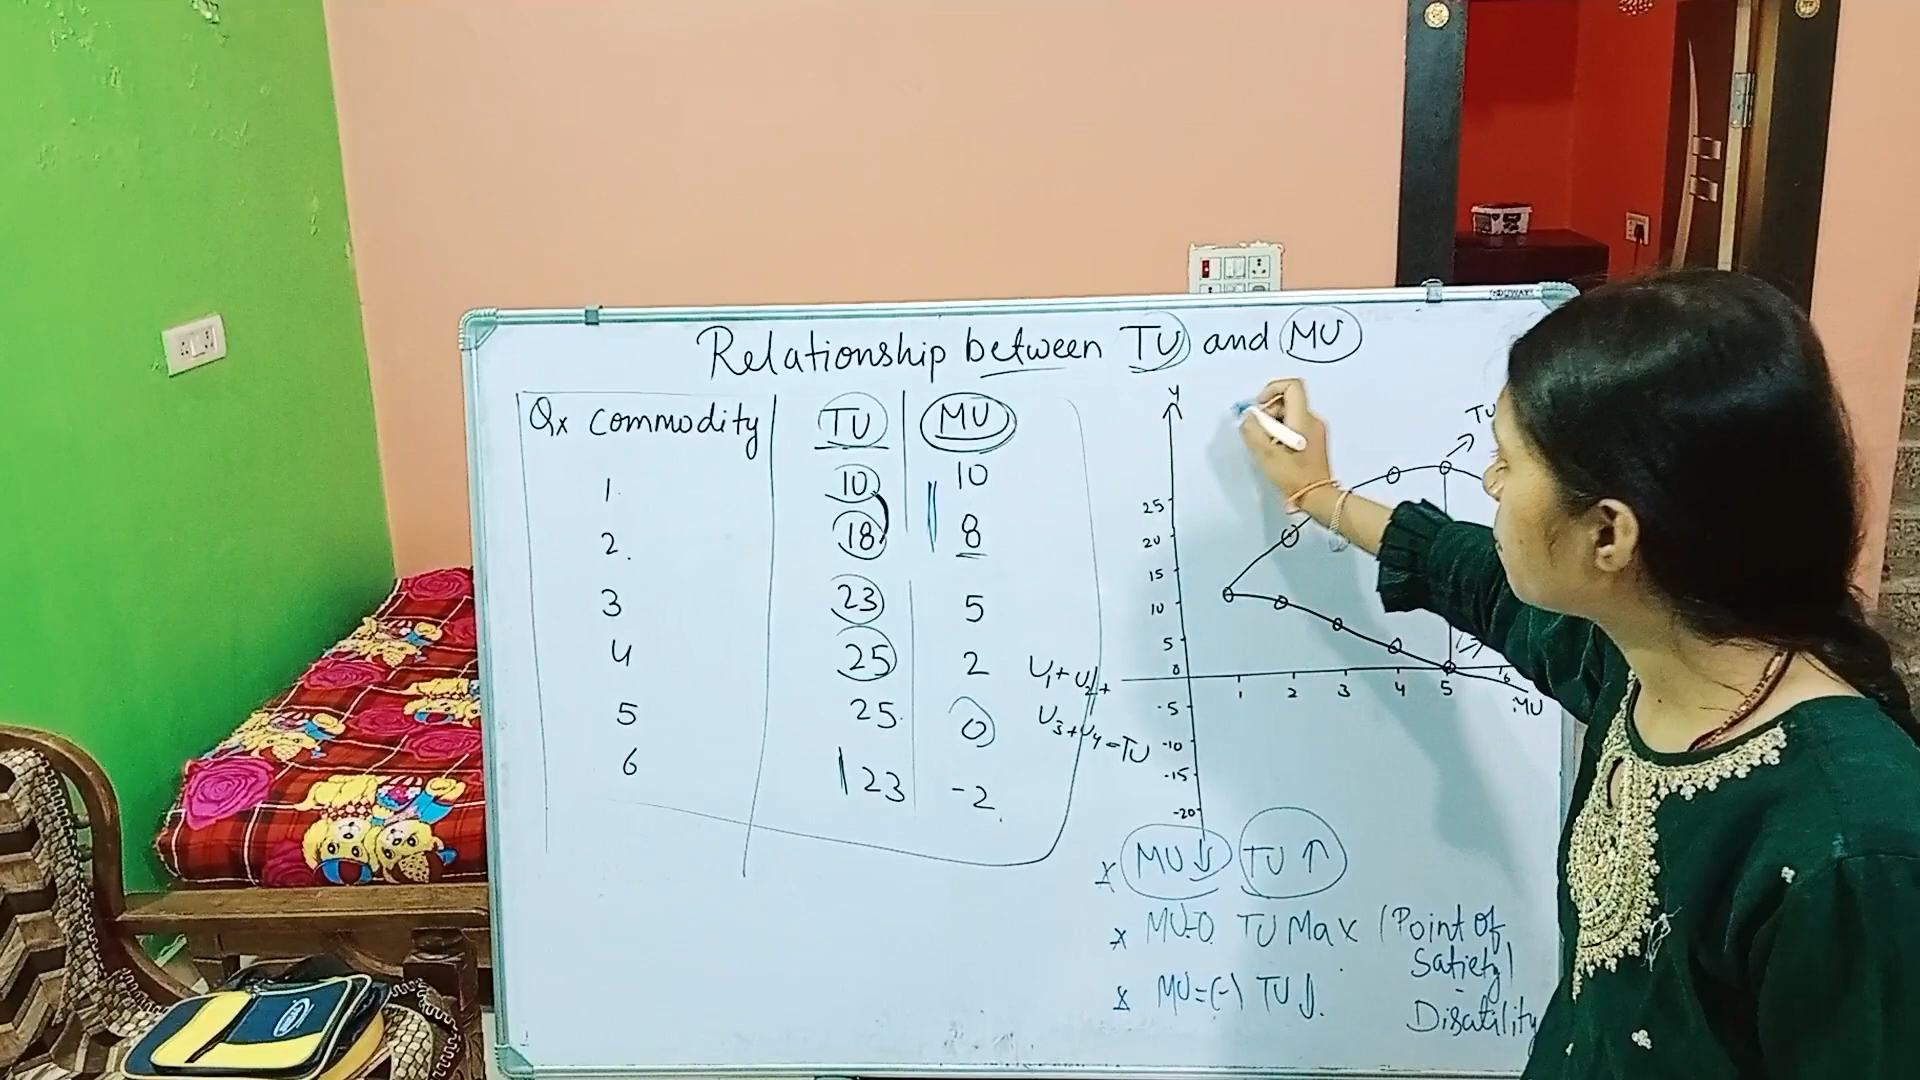 Relationship between TU and MU
Qx commodity TU MU
1. 10 10
2. 18 8
3 23 5
4 25 2
5 25 0
6 23 -2
U1 + U2 +
U3 + U4 = TU
Y
TU
25
20
15
10
5
0
1 2 3 4 5 6
MU
-5
-10
-15
-20
x MU↓ TU↑
x MU=0 TU Max (Point of
Satiety)
x MU=(-) TU↓. Disatility